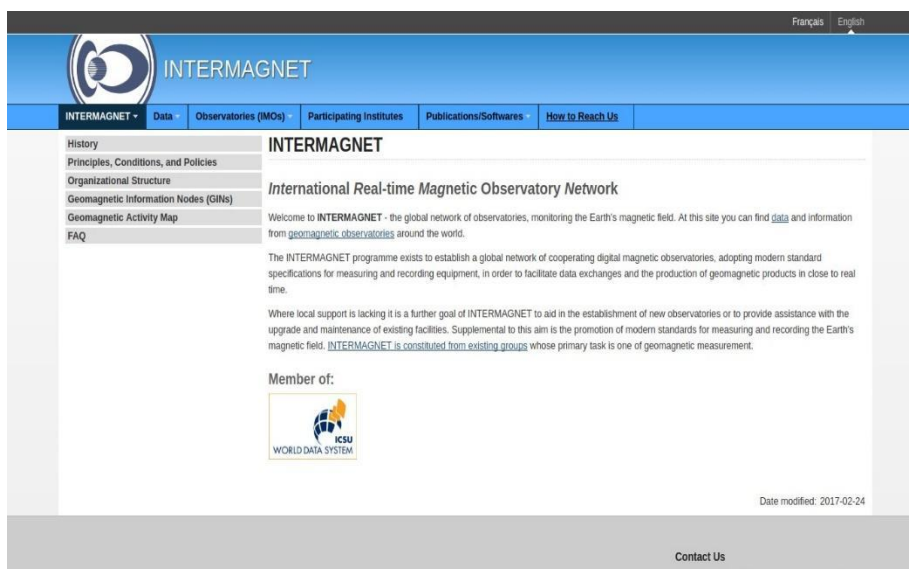 Français English
INTERMAGNET
INTERMAGNET Data Observatories (IMOs) Participating Institutes Publications/Softwares How to Reach Us
History
Principles, Conditions, and Policies
Organizational Structure
Geomagnetic Information Nodes (GINs)
Geomagnetic Activity Map
FAQ
INTERMAGNET
International Real-time Magnetic Observatory Network
Welcome to INTERMAGNET - the global network of observatories, monitoring the Earth's magnetic field. At this site you can find data and information
from geomagnetic observatories around the world.
The INTERMAGNET programme exists to establish a global network of cooperating digital magnetic observatories, adopting modern standard
specifications for measuring and recording equipment, in order to facilitate data exchanges and the production of geomagnetic products in close to real
time.
Where local support is lacking it is a further goal of INTERMAGNET to aid in the establishment of new observatories or to provide assistance with the
upgrade and maintenance of existing facilities. Supplemental to this aim is the promotion of modern standards for measuring and recording the Earth's
magnetic field. INTERMAGNET is constituted from existing groups whose primary task is one of geomagnetic measurement.
Member of:
ICSU
WORLD DATA SYSTEM
Date modified: 2017-02-24
Contact Us